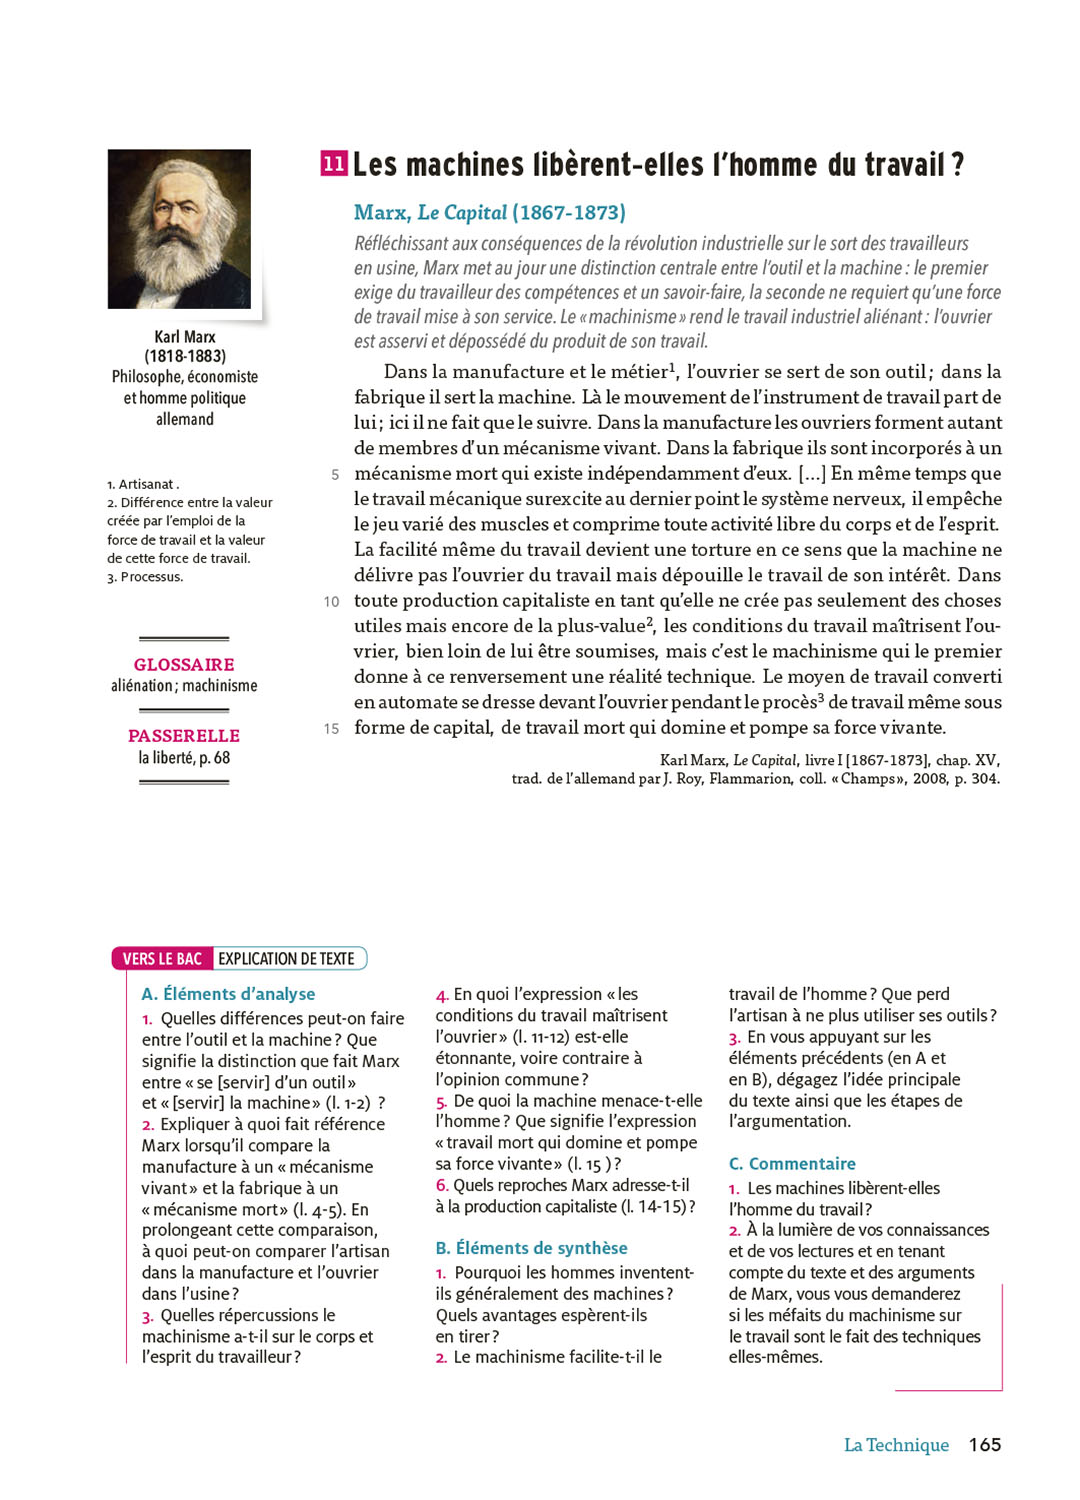 11 Les machines libèrent-elles l’homme du travail ?
Marx, Le Capital (1867-1873)
Réfléchissant aux conséquences de la révolution industrielle sur le sort des travailleurs
en usine, Marx met au jour une distinction centrale entre l’outil et la machine : le premier
exige du travailleur des compétences et un savoir-faire, la seconde ne requiert qu’une force
de travail mise à son service. Le « machinisme » rend le travail industriel aliénant : l’ouvrier
est asservi et dépossédé du produit de son travail.
Dans la manufacture et le métier1, l’ouvrier se sert de son outil ; dans la
fabrique il sert la machine. Là le mouvement de l’instrument de travail part de
lui ; ici il ne fait que le suivre. Dans la manufacture les ouvriers forment autant
de membres d’un mécanisme vivant. Dans la fabrique ils sont incorporés à un
5 mécanisme mort qui existe indépendamment d’eux. [...] En même temps que
le travail mécanique surexcite au dernier point le système nerveux, il empêche
le jeu varié des muscles et comprime toute activité libre du corps et de l’esprit.
La facilité même du travail devient une torture en ce sens que la machine ne
délivre pas l’ouvrier du travail mais dépouille le travail de son intérêt. Dans
10 toute production capitaliste en tant qu’elle ne crée pas seulement des choses
utiles mais encore de la plus-value2, les conditions du travail maîtrisent l’ou-
vrier, bien loin de lui être soumises, mais c’est le machinisme qui le premier
donne à ce renversement une réalité technique. Le moyen de travail converti
en automate se dresse devant l’ouvrier pendant le procès3 de travail même sous
15 forme de capital, de travail mort qui domine et pompe sa force vivante.
Karl Marx, Le Capital, livre I [1867-1873], chap. XV,
trad. de l’allemand par J. Roy, Flammarion, coll. « Champs », 2008, p. 304.
Karl Marx
(1818-1883)
Philosophe, économiste
et homme politique
allemand
1. Artisanat .
2. Différence entre la valeur
créée par l’emploi de la
force de travail et la valeur
de cette force de travail.
3. Processus.
GLOSSAIRE
aliénation ; machinisme
PASSERELLE
la liberté, p. 68
VERS LE BAC EXPLICATION DE TEXTE
A. Éléments d’analyse
1. Quelles différences peut-on faire
entre l’outil et la machine ? Que
signifie la distinction que fait Marx
entre « se [servir] d’un outil »
et « [servir] la machine » (l. 1-2) ?
2. Expliquer à quoi fait référence
Marx lorsqu’il compare la
manufacture à un « mécanisme
vivant » et la fabrique à un
« mécanisme mort » (l. 4-5). En
prolongeant cette comparaison,
à quoi peut-on comparer l’artisan
dans la manufacture et l’ouvrier
dans l’usine ?
3. Quelles répercussions le
machinisme a-t-il sur le corps et
l’esprit du travailleur ?
4. En quoi l’expression « les
conditions du travail maîtrisent
l’ouvrier » (l. 11-12) est-elle
étonnante, voire contraire à
l’opinion commune ?
5. De quoi la machine menace-t-elle
l’homme ? Que signifie l’expression
« travail mort qui domine et pompe
sa force vivante » (l. 15 ) ?
6. Quels reproches Marx adresse-t-il
à la production capitaliste (l. 14-15) ?
B. Éléments de synthèse
1. Pourquoi les hommes inventent-
ils généralement des machines ?
Quels avantages espèrent-ils
en tirer ?
2. Le machinisme facilite-t-il le
travail de l’homme ? Que perd
l’artisan à ne plus utiliser ses outils ?
3. En vous appuyant sur les
éléments précédents (en A et
en B), dégagez l’idée principale
du texte ainsi que les étapes de
l’argumentation.
C. Commentaire
1. Les machines libèrent-elles
l’homme du travail ?
2. À la lumière de vos connaissances
et de vos lectures et en tenant
compte du texte et des arguments
de Marx, vous vous demanderez
si les méfaits du machinisme sur
le travail sont le fait des techniques
elles-mêmes.
La Technique 165